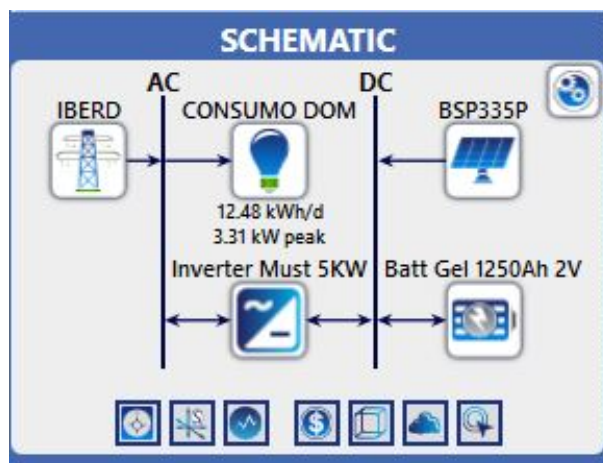 SCHEMATIC
AC DC
IBERD CONSUMO DOM BSP335P
12.48 kWh/d
3.31 kW peak
Inverter Must 5KW Batt Gel 1250Ah 2V